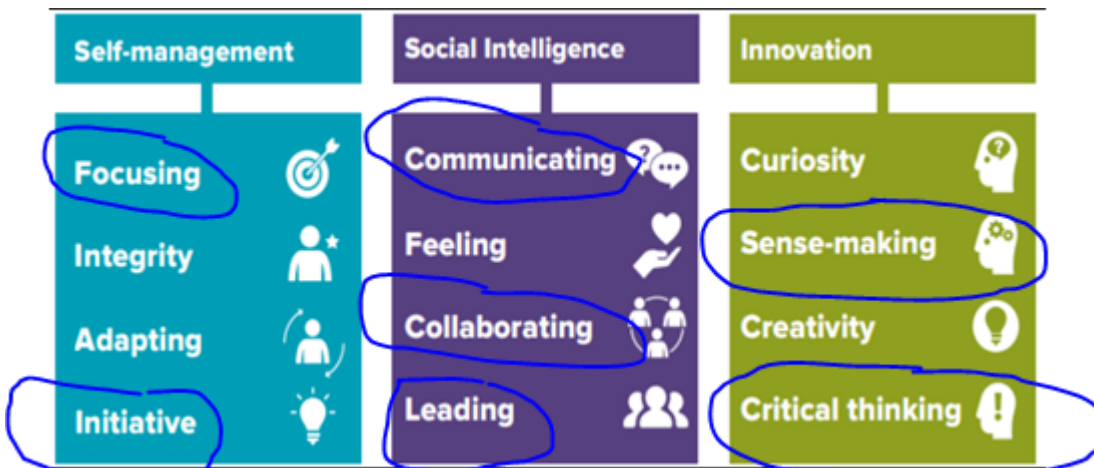 Self-management
Focusing
Integrity
Adapting
Initiative
Social Intelligence
Communicating
?
...
Feeling
Collaborating
Leading
Innovation
Curiosity
?
Sense-making
Creativity
Critical thinking
!